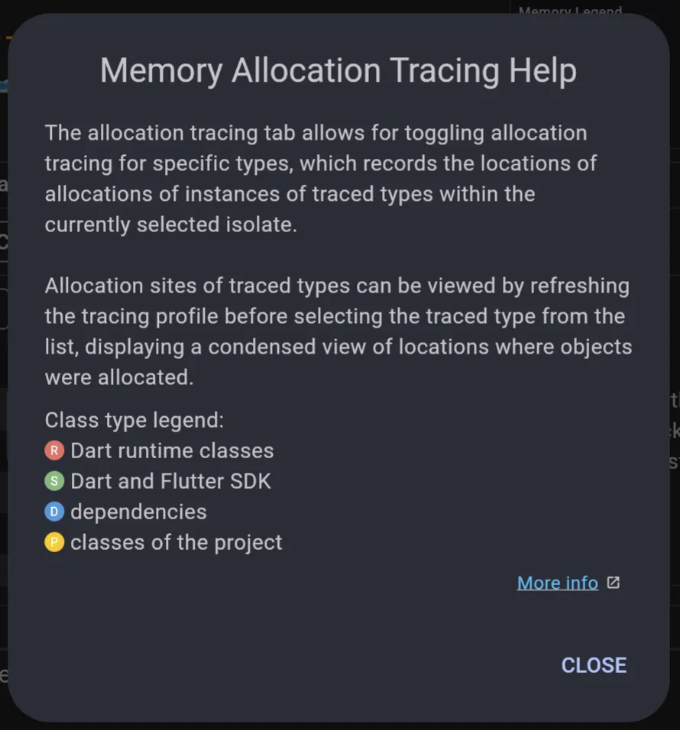 Memory Legend
Memory Allocation Tracing Help
The allocation tracing tab allows for toggling allocation
tracing for specific types, which records the locations of
allocations of instances of traced types within the
currently selected isolate.
Allocation sites of traced types can be viewed by refreshing
the tracing profile before selecting the traced type from the
list, displaying a condensed view of locations where objects
were allocated.
Class type legend:
R Dart runtime classes
S Dart and Flutter SDK
D dependencies
P classes of the project
More info
CLOSE